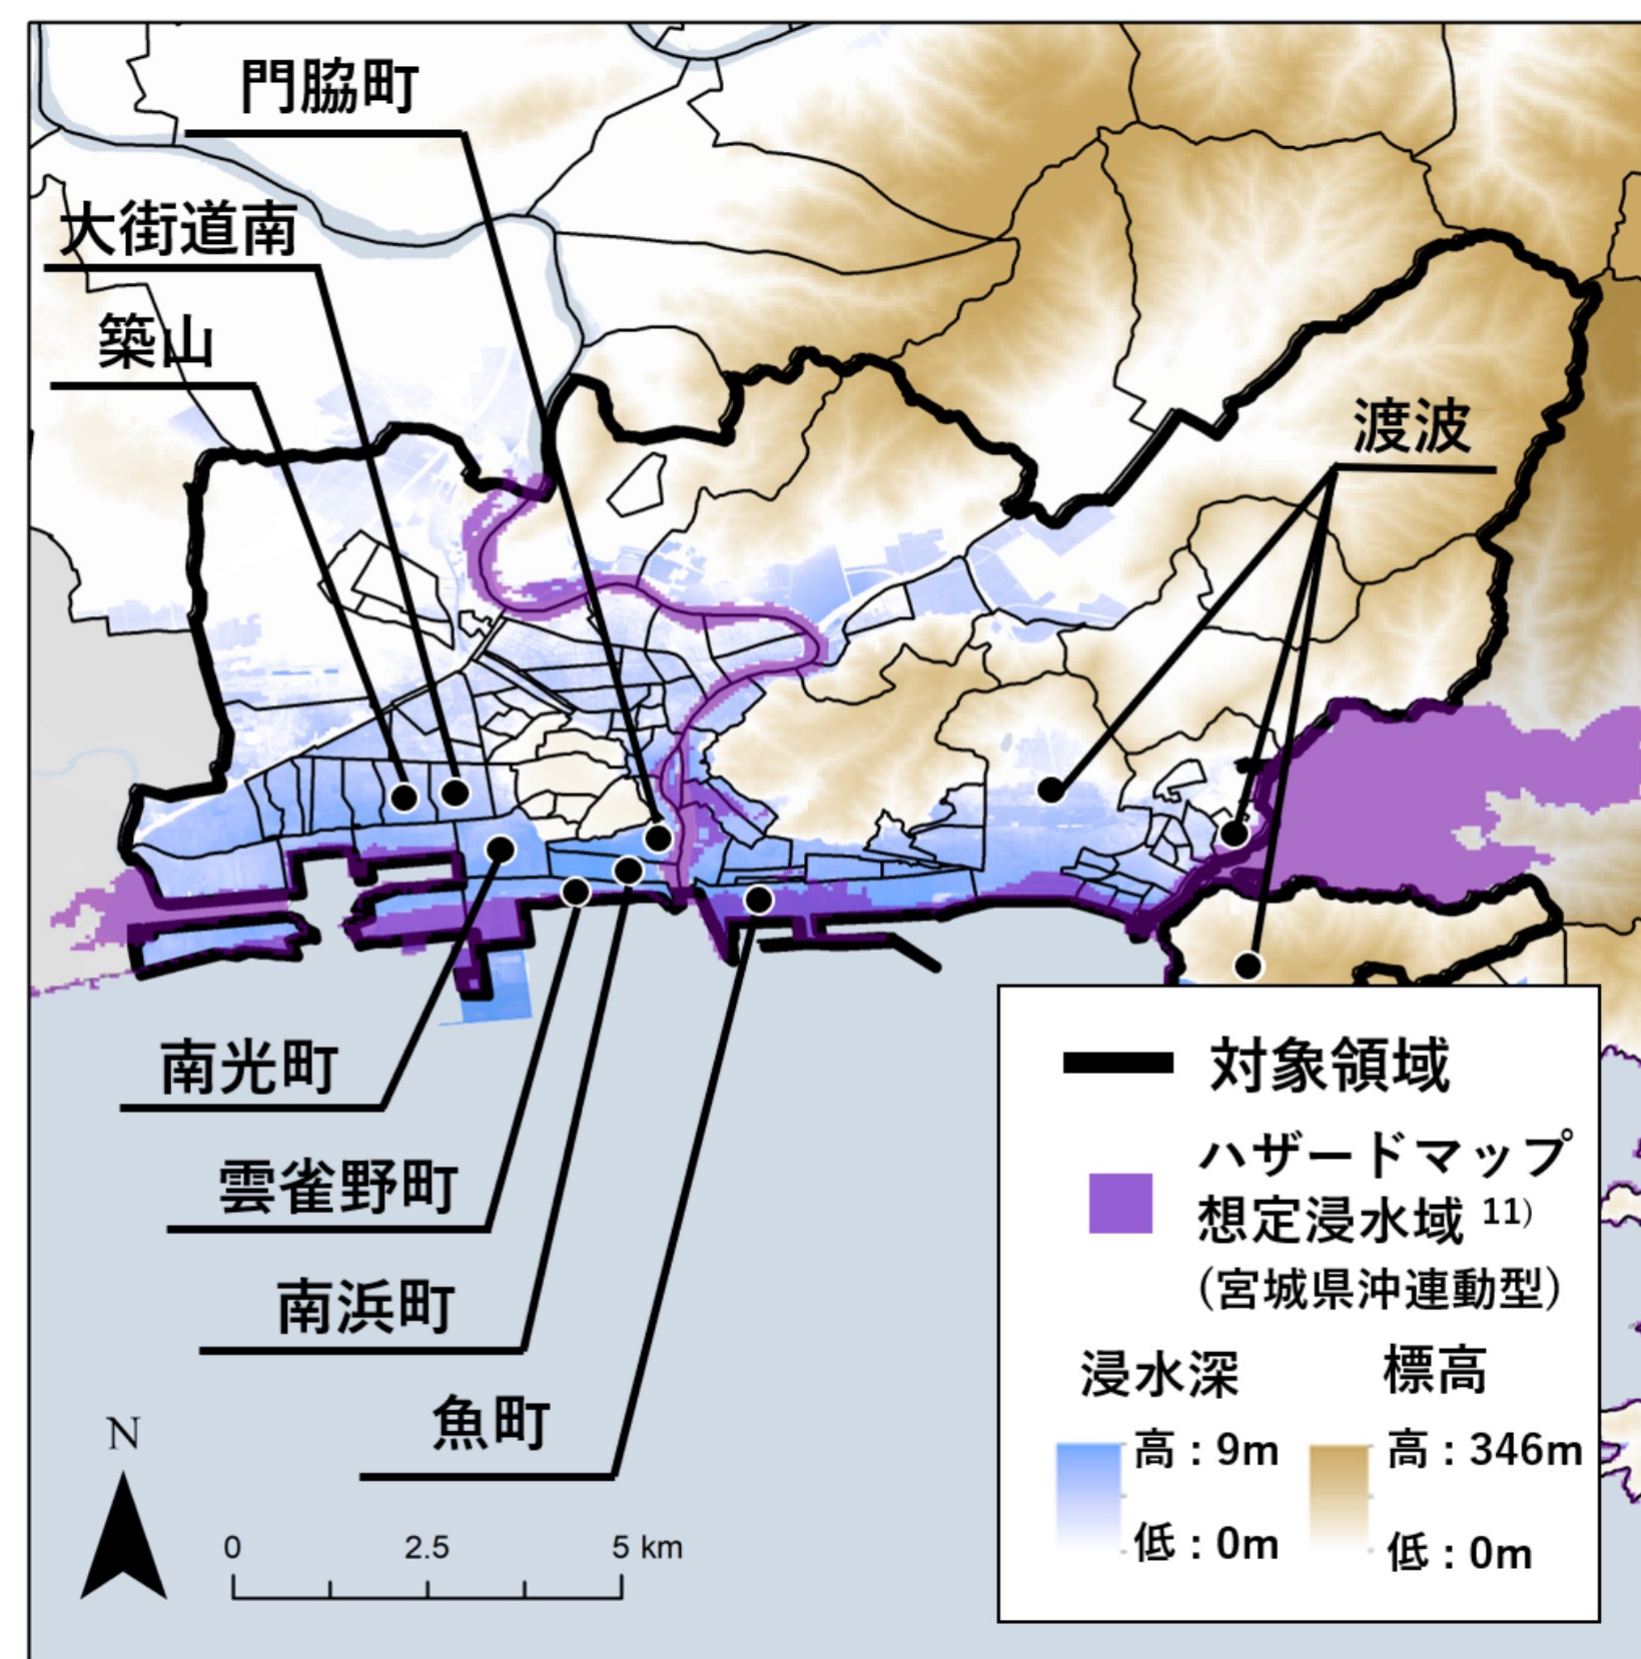 門脇町
大街道南
築山
渡波
南光町
雲雀野町
南浜町
魚町
N
0 2.5 5 km
対象領域
ハザードマップ
想定浸水域 11)
(宮城県沖連動型)
浸水深 標高
高 : 9m 高 : 346m
低 : 0m 低 : 0m